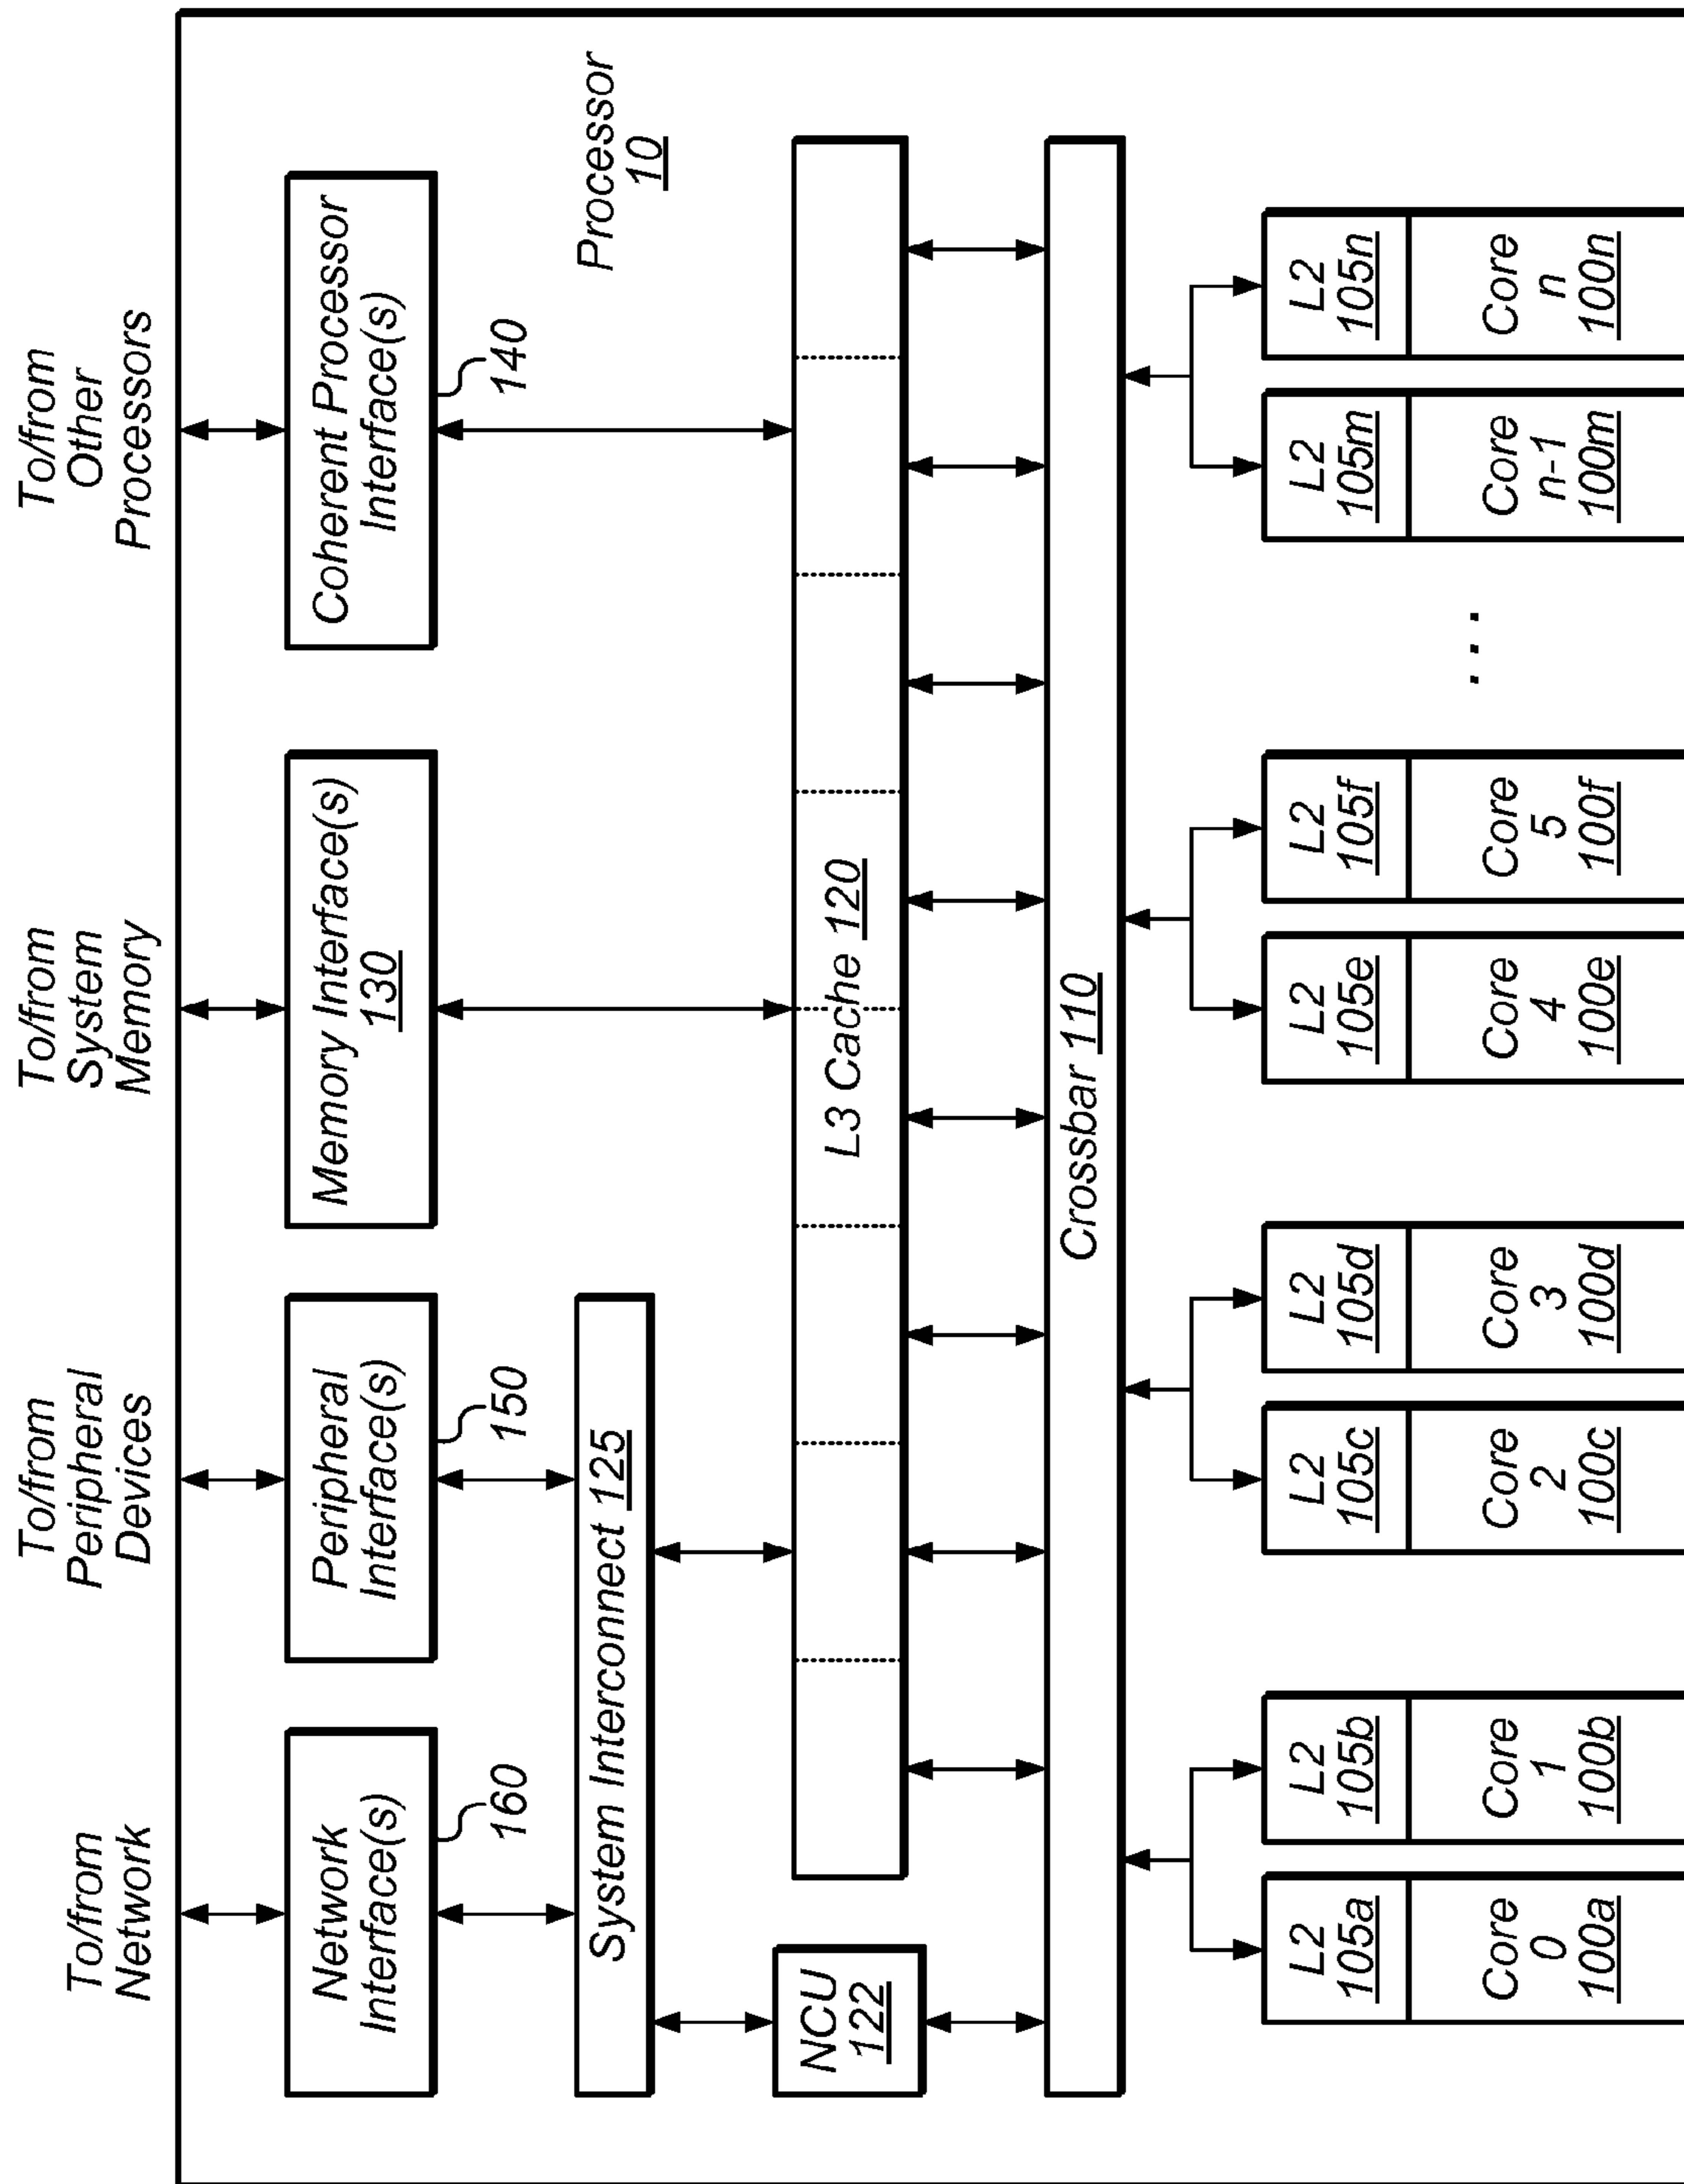 To/from
Network
To/from
Peripheral
Devices
To/from
System
Memory
To/from
Other
Processors
Network
Interface(s)
160
Peripheral
Interface(s)
150
Memory Interface(s)
130
Coherent Processor
Interface(s)
140
System Interconnect 125
Processor
10
NCU
122
L3 Cache 120
Crossbar 110
L2
105a
Core
0
100a
L2
105b
Core
1
100b
L2
105c
Core
2
100c
L2
105d
Core
3
100d
L2
105e
Core
4
100e
L2
105f
Core
5
100f
. . .
L2
105m
Core
n-1
100m
L2
105n
Core
n
100n